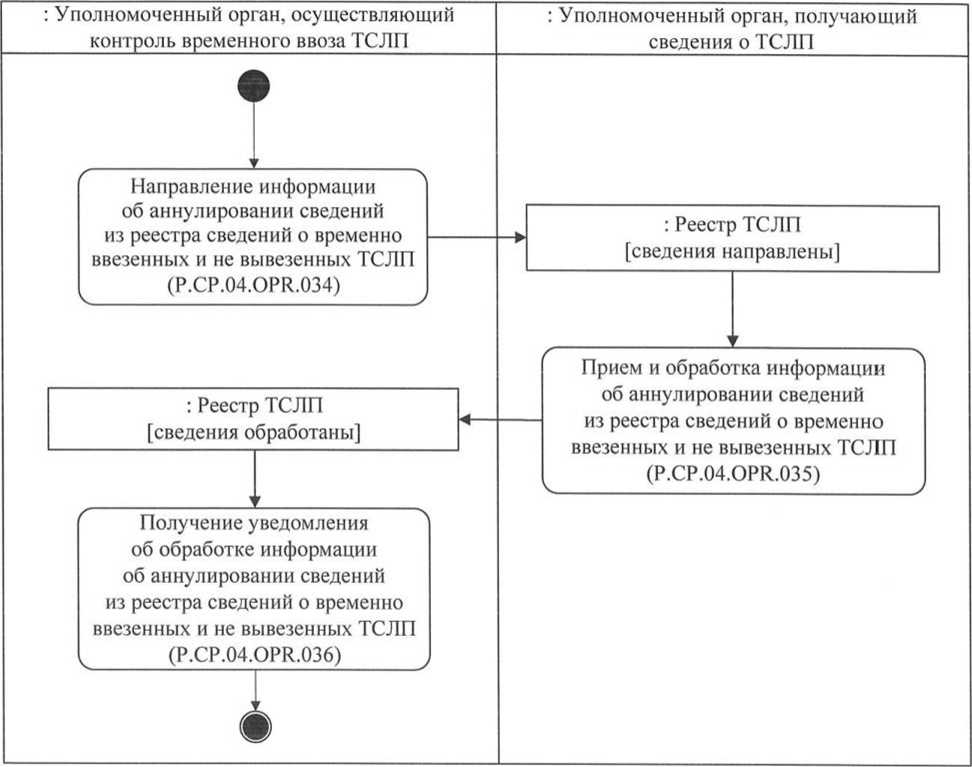 : Уполномоченный орган, осуществляющий
контроль временного ввоза ТСЛП
: Уполномоченный орган, получающий
сведения о ТСЛП
Направление информации
об аннулировании сведений
из реестра сведений о временно
ввезенных и не вывезенных ТСЛП
(P.CP.04.OPR.034)
: Реестр ТСЛП
[сведения направлены]
Прием и обработка информации
об аннулировании сведений
из реестра сведений о временно
ввезенных и не вывезенных ТСЛП
(P.CP.04.OPR.035)
: Реестр ТСЛП
[сведения обработаны]
Получение уведомления
об обработке информации
об аннулировании сведений
из реестра сведений о временно
ввезенных и не вывезенных ТСЛП
(P.CP.04.OPR.036)